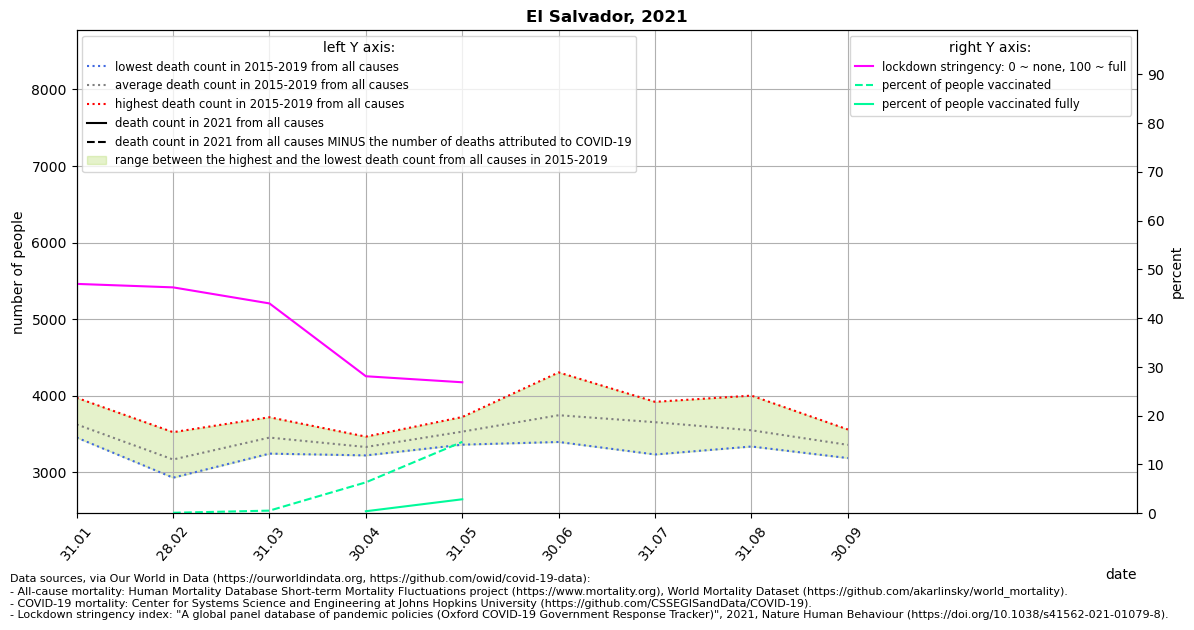 El Salvador, 2021
left Y axis:
lowest death count in 2015-2019 from all causes
average death count in 2015-2019 from all causes
highest death count in 2015-2019 from all causes
death count in 2021 from all causes
death count in 2021 from all causes MINUS the number of deaths attributed to COVID-19
range between the highest and the lowest death count from all causes in 2015-2019
right Y axis:
lockdown stringency: 0 ~ none, 100 ~ full
percent of people vaccinated
percent of people vaccinated fully
number of people
8000
7000
6000
5000
4000
3000
percent
90
80
70
60
50
40
30
20
10
0
31.01
28.02
31.03
30.04
31.05
30.06
31.07
31.08
30.09
date
Data sources, via Our World in Data (https://ourworldindata.org, https://github.com/owid/covid-19-data):
- All-cause mortality: Human Mortality Database Short-term Mortality Fluctuations project (https://www.mortality.org), World Mortality Dataset (https://github.com/akarlinsky/world_mortality).
- COVID-19 mortality: Center for Systems Science and Engineering at Johns Hopkins University (https://github.com/CSSEGISandData/COVID-19).
- Lockdown stringency index: "A global panel database of pandemic policies (Oxford COVID-19 Government Response Tracker)", 2021, Nature Human Behaviour (https://doi.org/10.1038/s41562-021-01079-8).